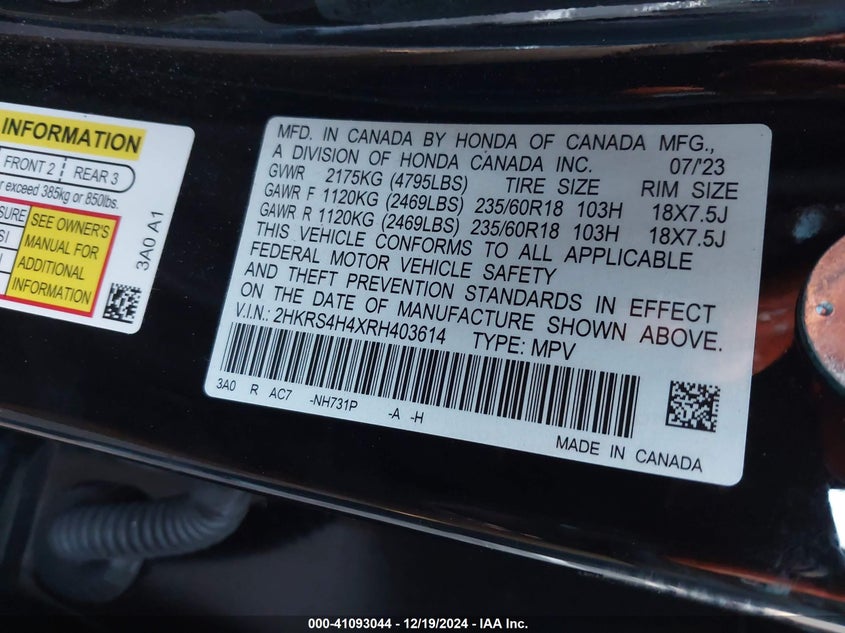 INFORMATION
FRONT 2 REAR 3
exceed 385kg or 850lbs.
SEE OWNER'S
MANUAL FOR
ADDITIONAL
INFORMATION
3A0 A1
MFD. IN CANADA BY HONDA OF CANADA MFG.,
A DIVISION OF HONDA CANADA INC. 07/'23
GVWR 2175KG (4795LBS) TIRE SIZE RIM SIZE
GAWR F 1120KG (2469LBS) 235/60R18 103H 18X7.5J
GAWR R 1120KG (2469LBS) 235/60R18 103H 18X7.5J
THIS VEHICLE CONFORMS TO ALL APPLICABLE
FEDERAL MOTOR VEHICLE SAFETY
AND THEFT PREVENTION STANDARDS IN EFFECT
ON THE DATE OF MANUFACTURE SHOWN ABOVE.
V.I.N.: 2HKRS4H4XRH403614 TYPE: MPV
3A0 R AC7 -NH731P -A -H
MADE IN CANADA
000-41093044 - 12/19/2024 - IAA Inc.